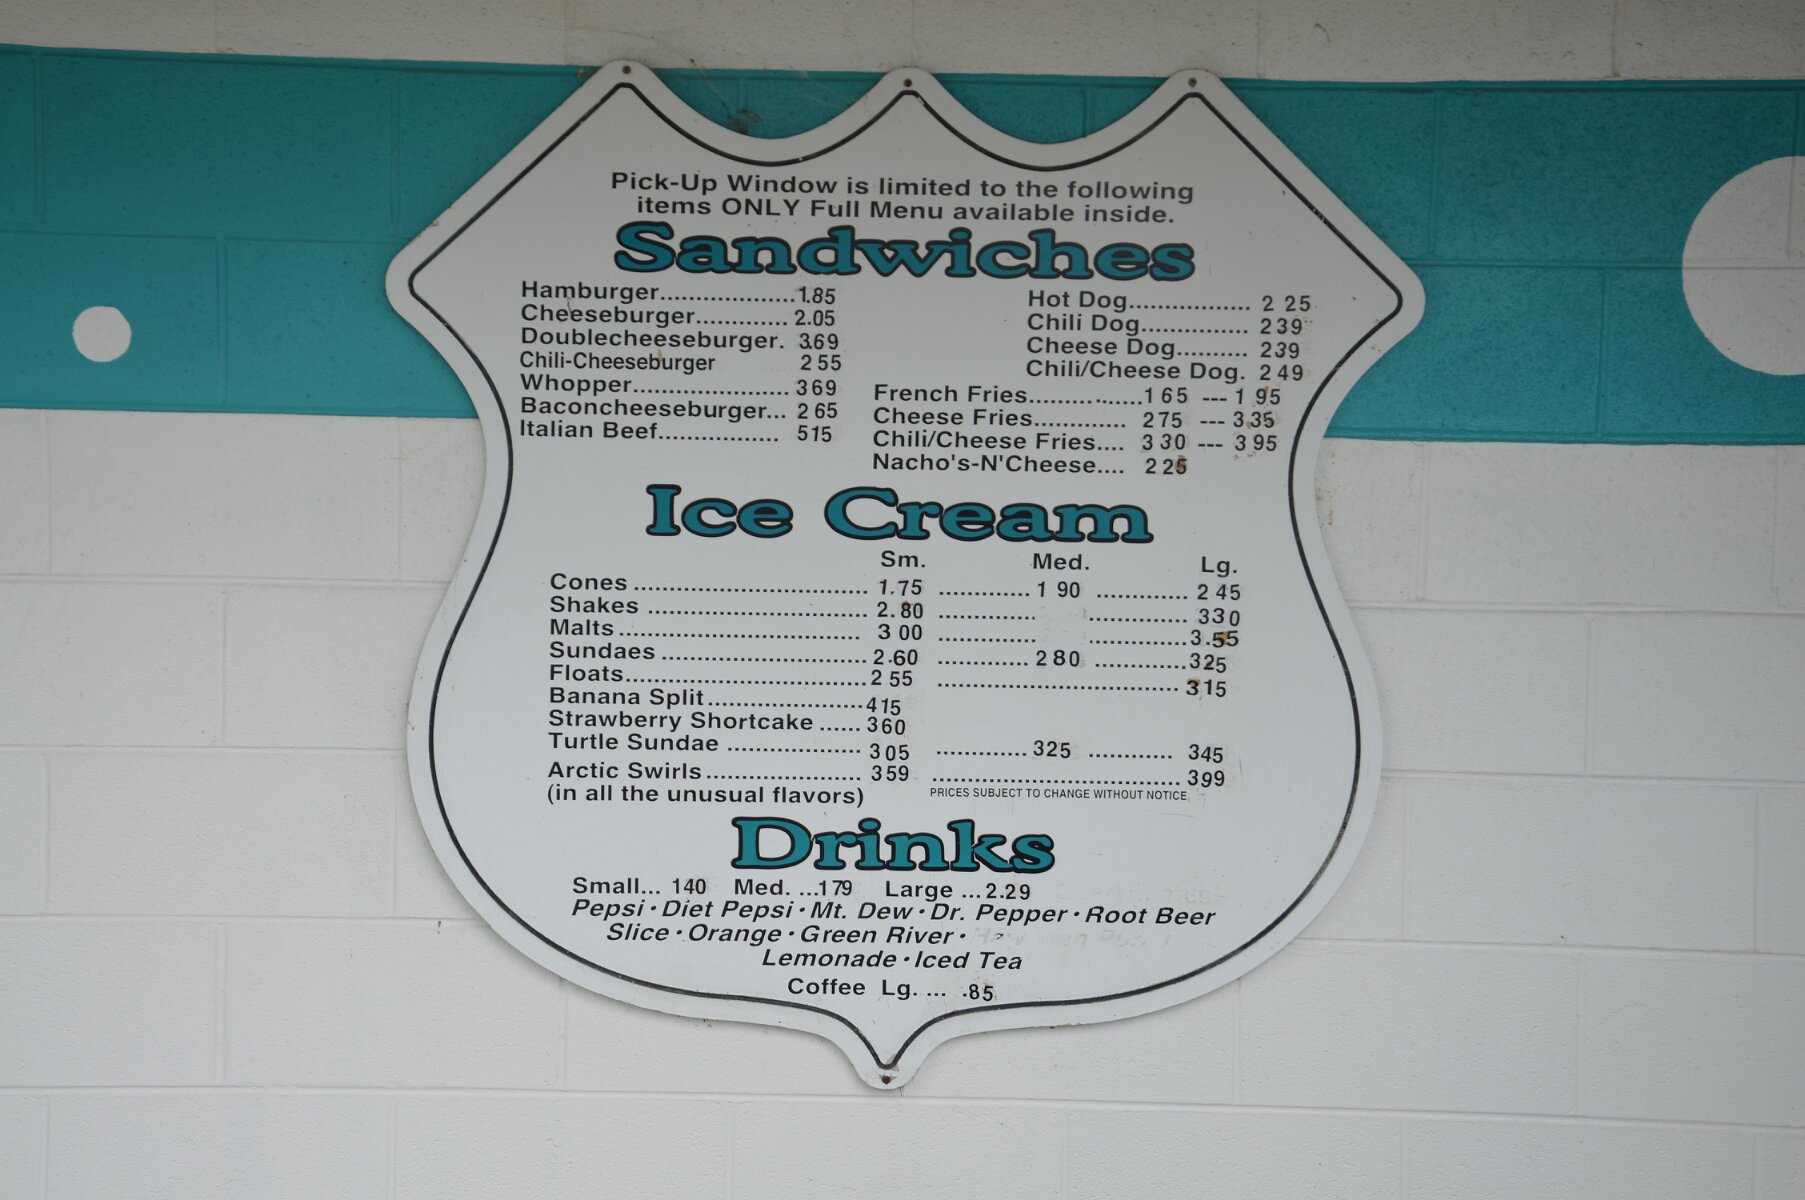 Pick-Up Window is limited to the following
items ONLY Full Menu available inside.
Sandwiches
Hamburger...................1.85
Cheeseburger............. 2.05
Doublecheeseburger. 3.69
Chili-Cheeseburger 2 55
Whopper...................... 3 69
Baconcheeseburger... 2 65
Italian Beef................. 5 15
Hot Dog................. 2 25
Chili Dog............... 2 39
Cheese Dog.......... 2 39
Chili/Cheese Dog. 2 49
French Fries................1 65 --- 1 95
Cheese Fries............. 2 75 --- 3.35
Chili/Cheese Fries.... 3 30 --- 3 95
Nacho's-N'Cheese.... 2 25
Ice Cream
Sm. Med. Lg.
Cones ................................. 1.75 ............. 1 90 ............. 2 45
Shakes ............................... 2.80 .............. .............. 3 30
Malts .................................. 3 00 .............. .............. 3.55
Sundaes ............................. 2.60 ............. 2 80 .............3 25
Floats..................................2 55 .................................. 3 15
Banana Split......................4 15
Strawberry Shortcake ......3 60
Turtle Sundae ................... 3 05 ............. 3 25 ............ 3 45
Arctic Swirls...................... 3 59 ................................... 3 99
(in all the unusual flavors) PRICES SUBJECT TO CHANGE WITHOUT NOTICE
Drinks
Small... 1 40 Med. ...1 79 Large ...2.29
Pepsi · Diet Pepsi · Mt. Dew · Dr. Pepper · Root Beer
Slice · Orange · Green River ·
Lemonade · Iced Tea
Coffee Lg. ... .85